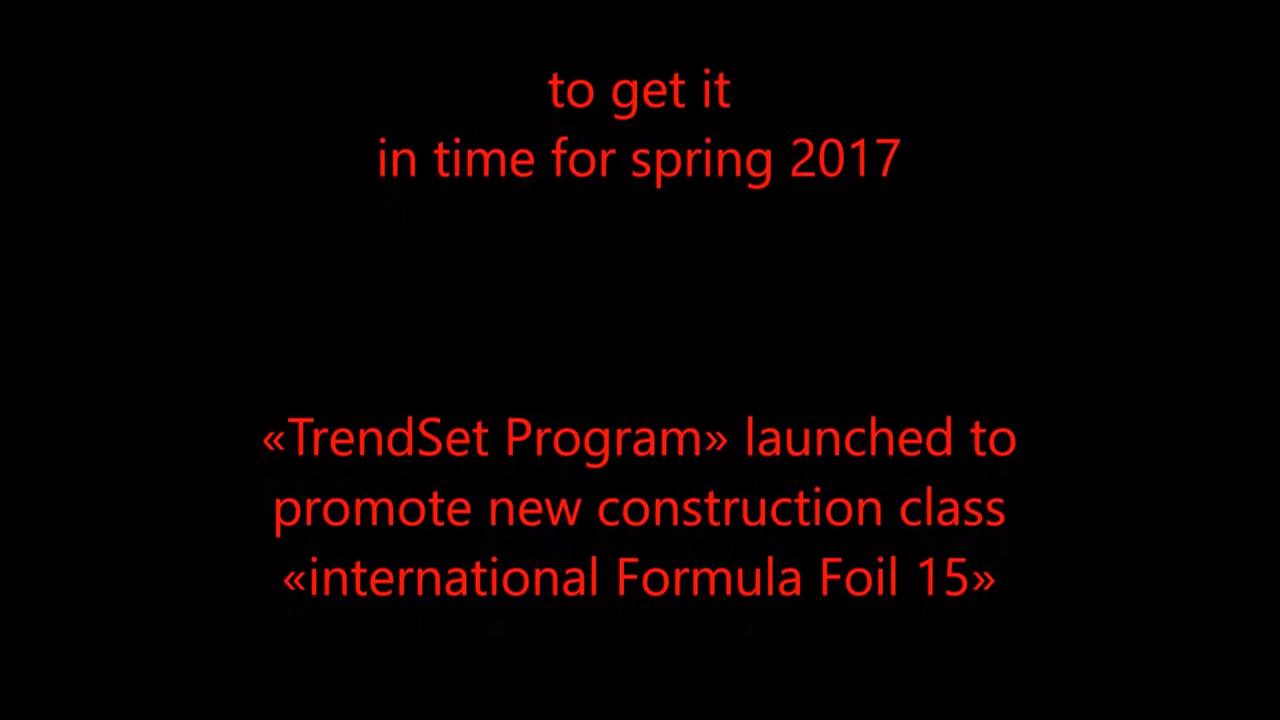 to get it
in time for spring 2017
«TrendSet Program» launched to
promote new construction class
«international Formula Foil 15»